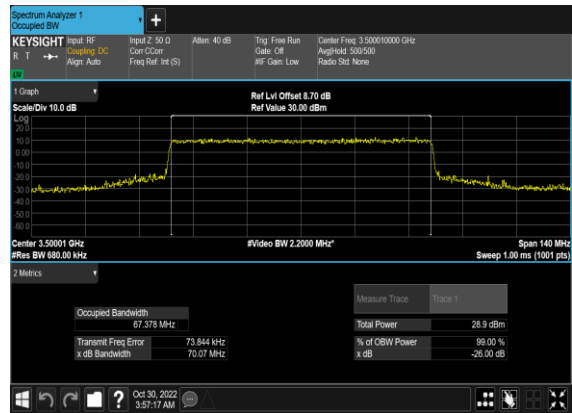 Spectrum Analyzer 1
Occupied BW
+
KEYSIGHT Input: RF Input Z: 50 Ω Atten: 40 dB Trig: Free Run Center Freq: 3.500010000 GHz
R T Coupling: DC Corr CCorr Gate: Off Avg|Hold: 500/500
Align: Auto Freq Ref: Int (S) #IF Gain: Low Radio Std: None
1 Graph
Ref Lvl Offset 8.70 dB
Scale/Div 10.0 dB Ref Value 30.00 dBm
Log
20.0
10.0
0.00
-10.0
-20.0
-30.0
-40.0
-50.0
-60.0
Center 3.50001 GHz #Video BW 2.2000 MHz* Span 140 MHz
#Res BW 680.00 kHz Sweep 1.00 ms (1001 pts)
2 Metrics
Measure Trace Trace 1
Occupied Bandwidth
67.378 MHz Total Power 28.9 dBm
Transmit Freq Error 73.844 kHz % of OBW Power 99.00 %
x dB Bandwidth 70.07 MHz x dB -26.00 dB
? Oct 30, 2022
3:57:17 AM